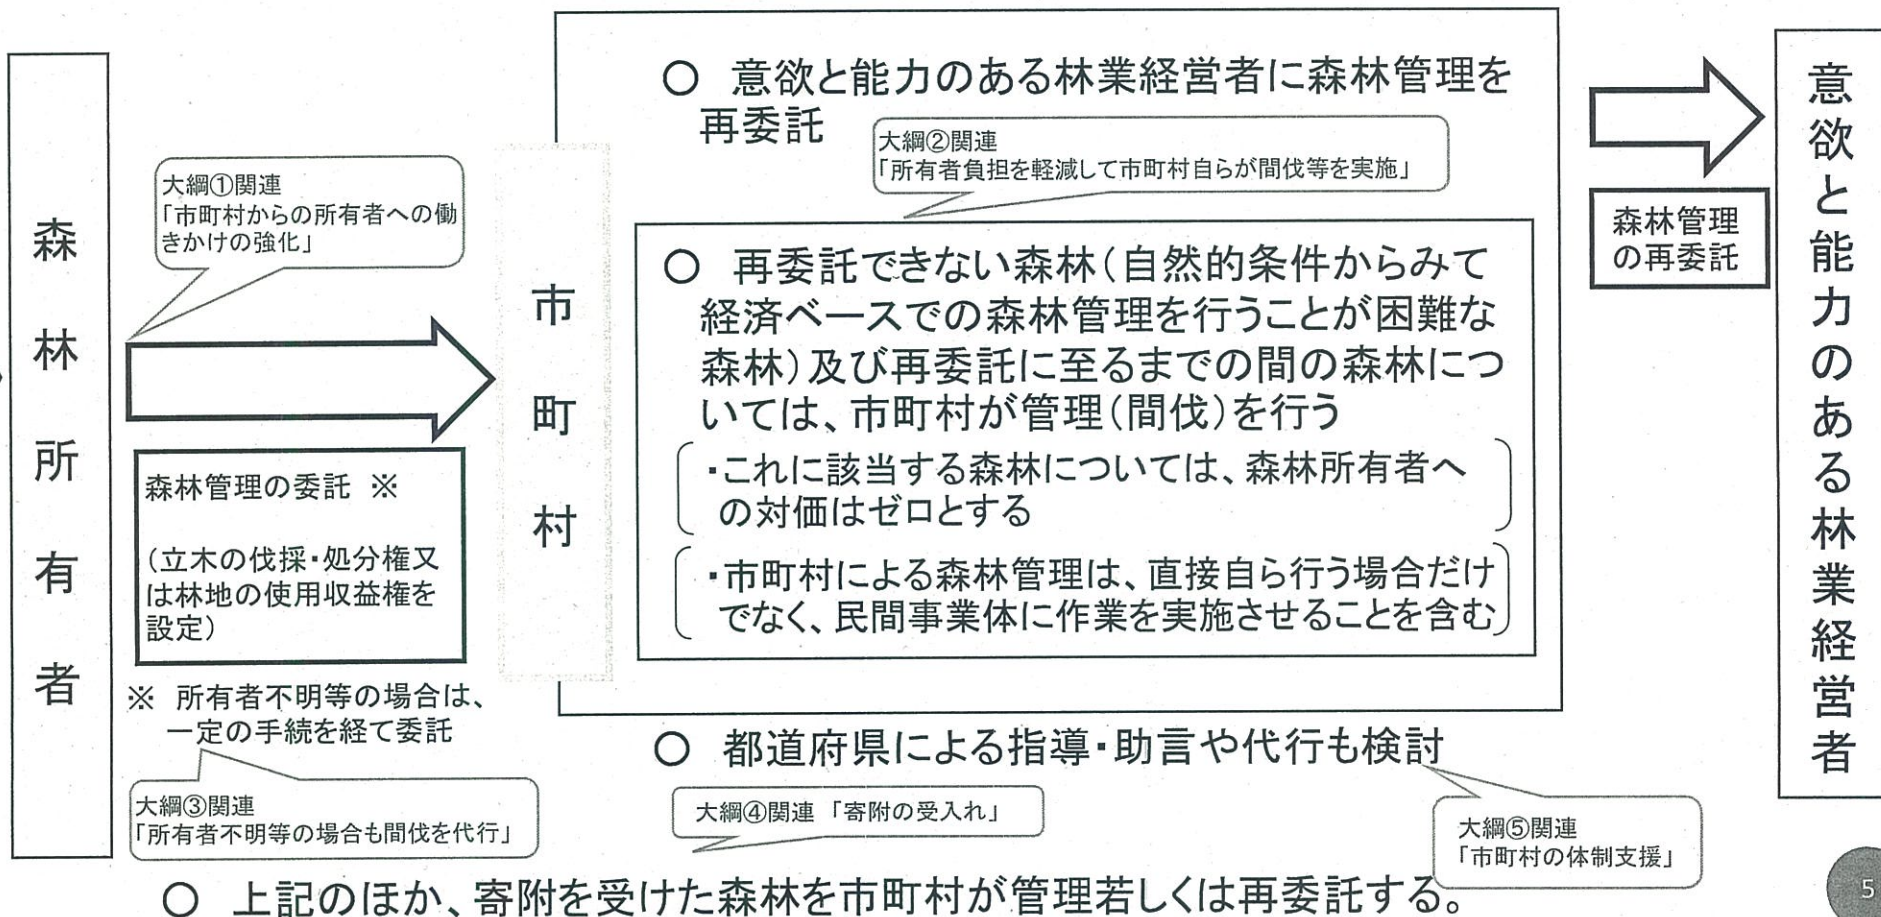 森林所有者
大綱①関連
「市町村からの所有者への働
きかけの強化」
森林管理の委託 ※
(立木の伐採・処分権又
は林地の使用収益権を
設定)
※ 所有者不明等の場合は、
一定の手続を経て委託
大綱③関連
「所有者不明等の場合も間伐を代行」
市町村
○ 意欲と能力のある林業経営者に森林管理を
再委託
大綱②関連
「所有者負担を軽減して市町村自らが間伐等を実施」
○ 再委託できない森林(自然的条件からみて
経済ベースでの森林管理を行うことが困難な
森林)及び再委託に至るまでの間の森林につ
いては、市町村が管理(間伐)を行う
・これに該当する森林については、森林所有者へ
の対価はゼロとする
・市町村による森林管理は、直接自ら行う場合だけ
でなく、民間事業体に作業を実施させることを含む
○ 都道府県による指導・助言や代行も検討
大綱④関連 「寄附の受入れ」
大綱⑤関連
「市町村の体制支援」
○ 上記のほか、寄附を受けた森林を市町村が管理若しくは再委託する。
森林管理
の再委託
意欲と能力のある林業経営者
5